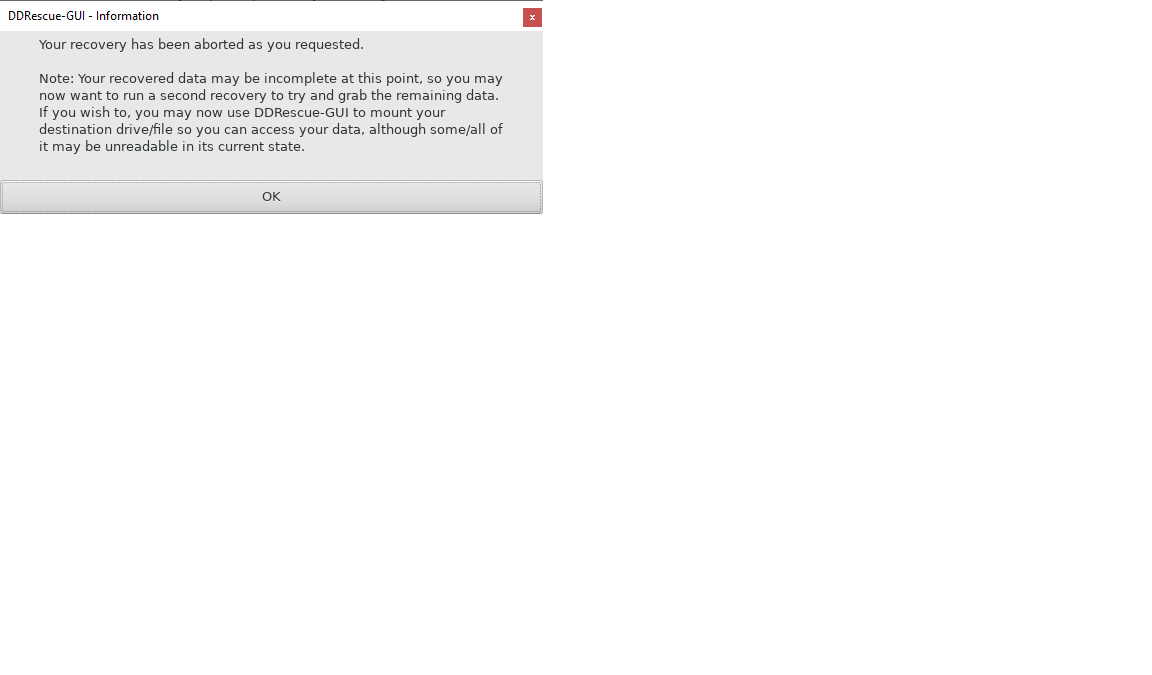 DDRescue-GUI - Information
x
Your recovery has been aborted as you requested.
Note: Your recovered data may be incomplete at this point, so you may
now want to run a second recovery to try and grab the remaining data.
If you wish to, you may now use DDRescue-GUI to mount your
destination drive/file so you can access your data, although some/all of
it may be unreadable in its current state.
OK